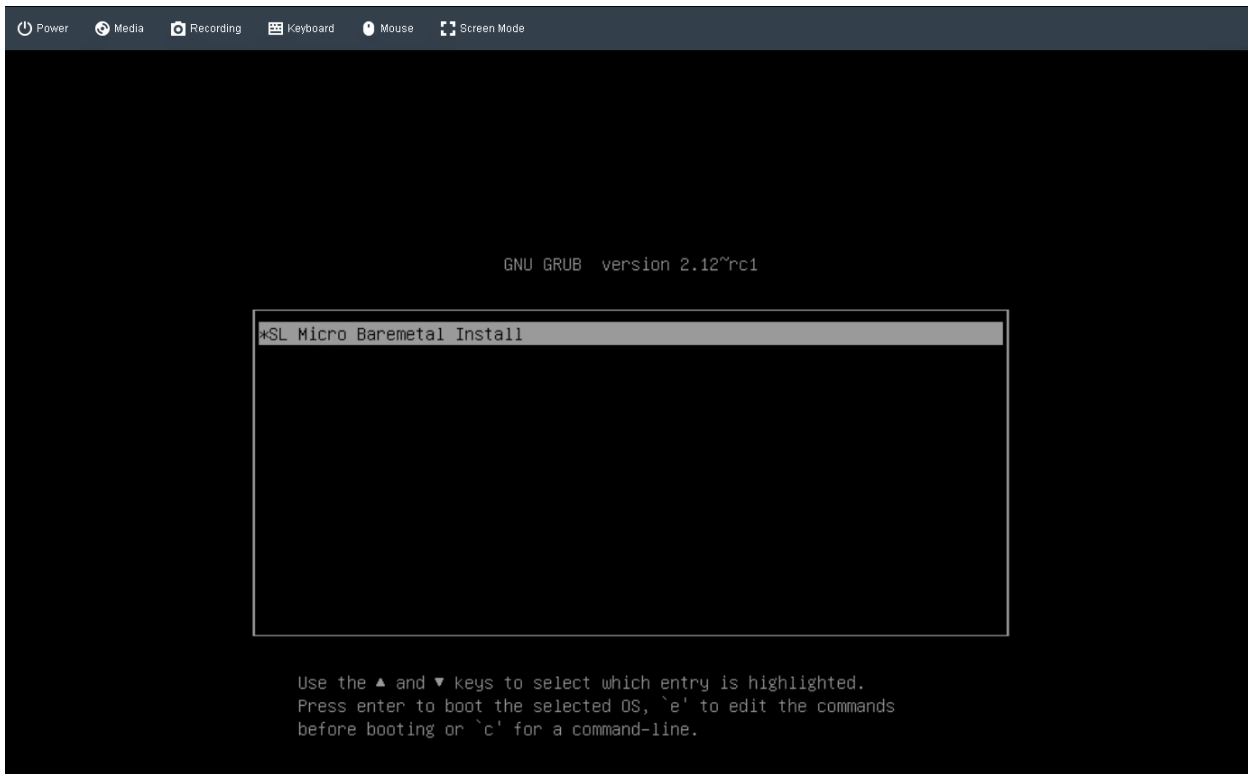 Power Media Recording Keyboard Mouse Screen Mode
GNU GRUB version 2.12~rc1
*SL Micro Baremetal Install
Use the ▲ and ▼ keys to select which entry is highlighted.
Press enter to boot the selected OS, `e' to edit the commands
before booting or `c' for a command-line.